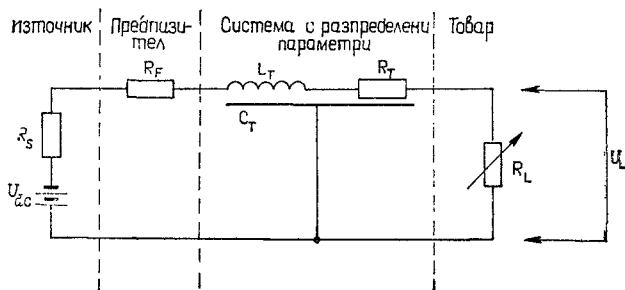 Източник
Предпази-
тел
Система с разпределени
параметри
Товар
R_F
L_T
R_T
C_T
R_S
U_dc
R_L
U_L